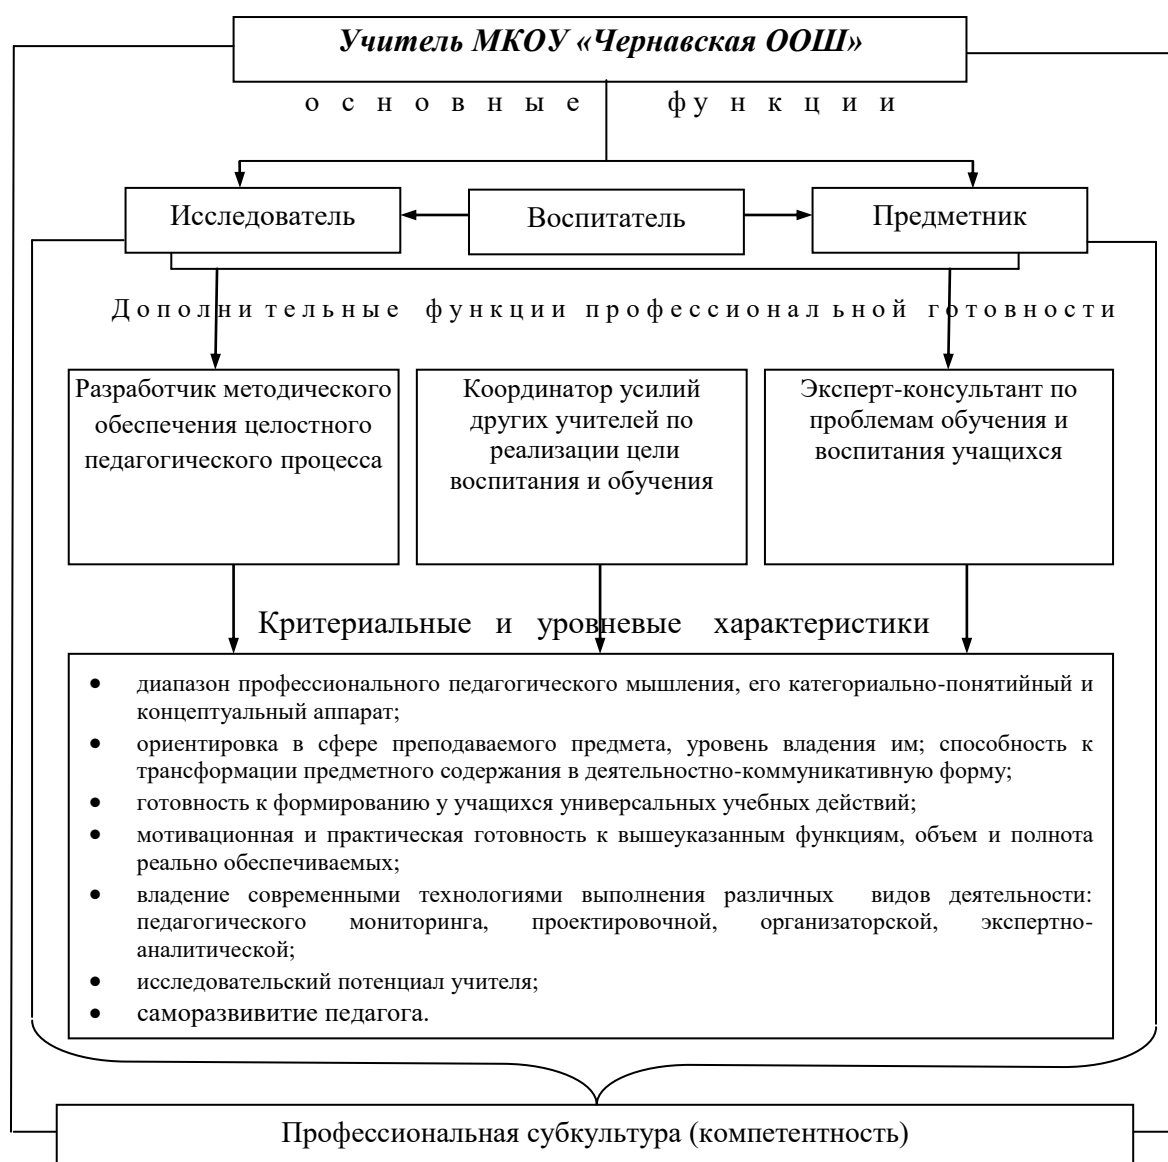 Учитель МКОУ «Чернавская ООШ»
основные функции
Исследователь
Воспитатель
Предметник
Дополнительные функции профессиональной готовности
Разработчик методического
обеспечения целостного
педагогического процесса
Координатор усилий
других учителей по
реализации цели
воспитания и обучения
Эксперт-консультант по
проблемам обучения и
воспитания учащихся
Критериальные и уровневые характеристики
• диапазон профессионального педагогического мышления, его категориально-понятийный и
концептуальный аппарат;
• ориентировка в сфере преподаваемого предмета, уровень владения им; способность к
трансформации предметного содержания в деятельностно-коммуникативную форму;
• готовность к формированию у учащихся универсальных учебных действий;
• мотивационная и практическая готовность к вышеуказанным функциям, объем и полнота
реально обеспечиваемых;
• владение современными технологиями выполнения различных видов деятельности:
педагогического мониторинга, проектировочной, организаторской, экспертно-
аналитической;
• исследовательский потенциал учителя;
• саморазвивитие педагога.
Профессиональная субкультура (компетентность)